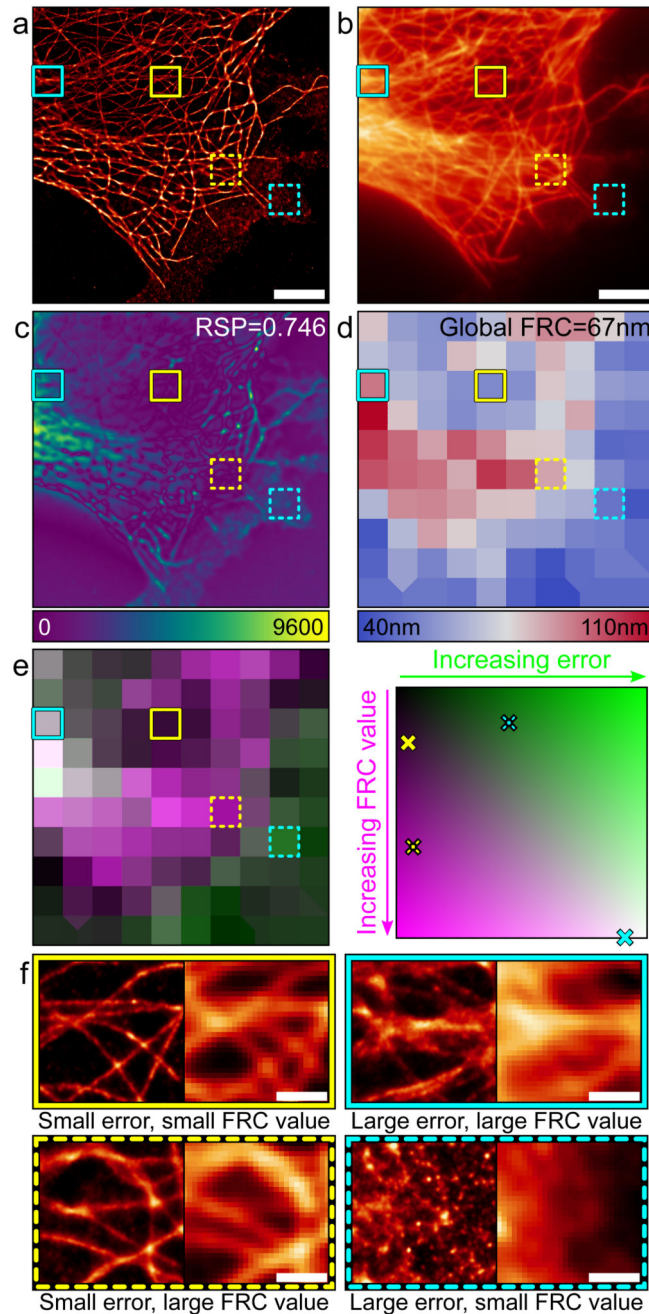 a
b
c
RSP=0.746
d
Global FRC=67nm
0
9600
40nm
110nm
e
Increasing error
Increasing FRC value
f
Small error, small FRC value
Large error, large FRC value
Small error, large FRC value
Large error, small FRC value